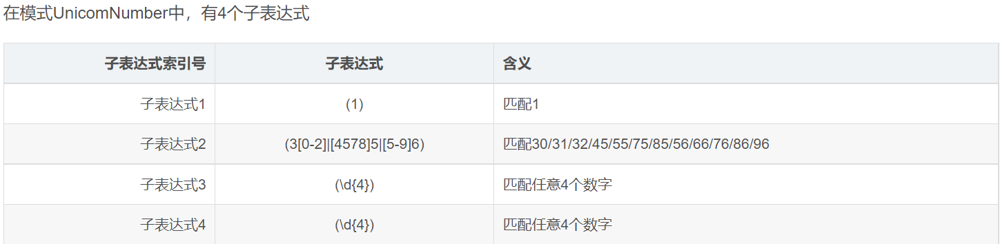 在模式UnicomNumber中，有4个子表达式
子表达式索引号 子表达式 含义
子表达式1 (1) 匹配1
子表达式2 (3[0-2]|[4578]5|[5-9]6) 匹配30/31/32/45/55/75/85/56/66/76/86/96
子表达式3 (\d{4}) 匹配任意4个数字
子表达式4 (\d{4}) 匹配任意4个数字